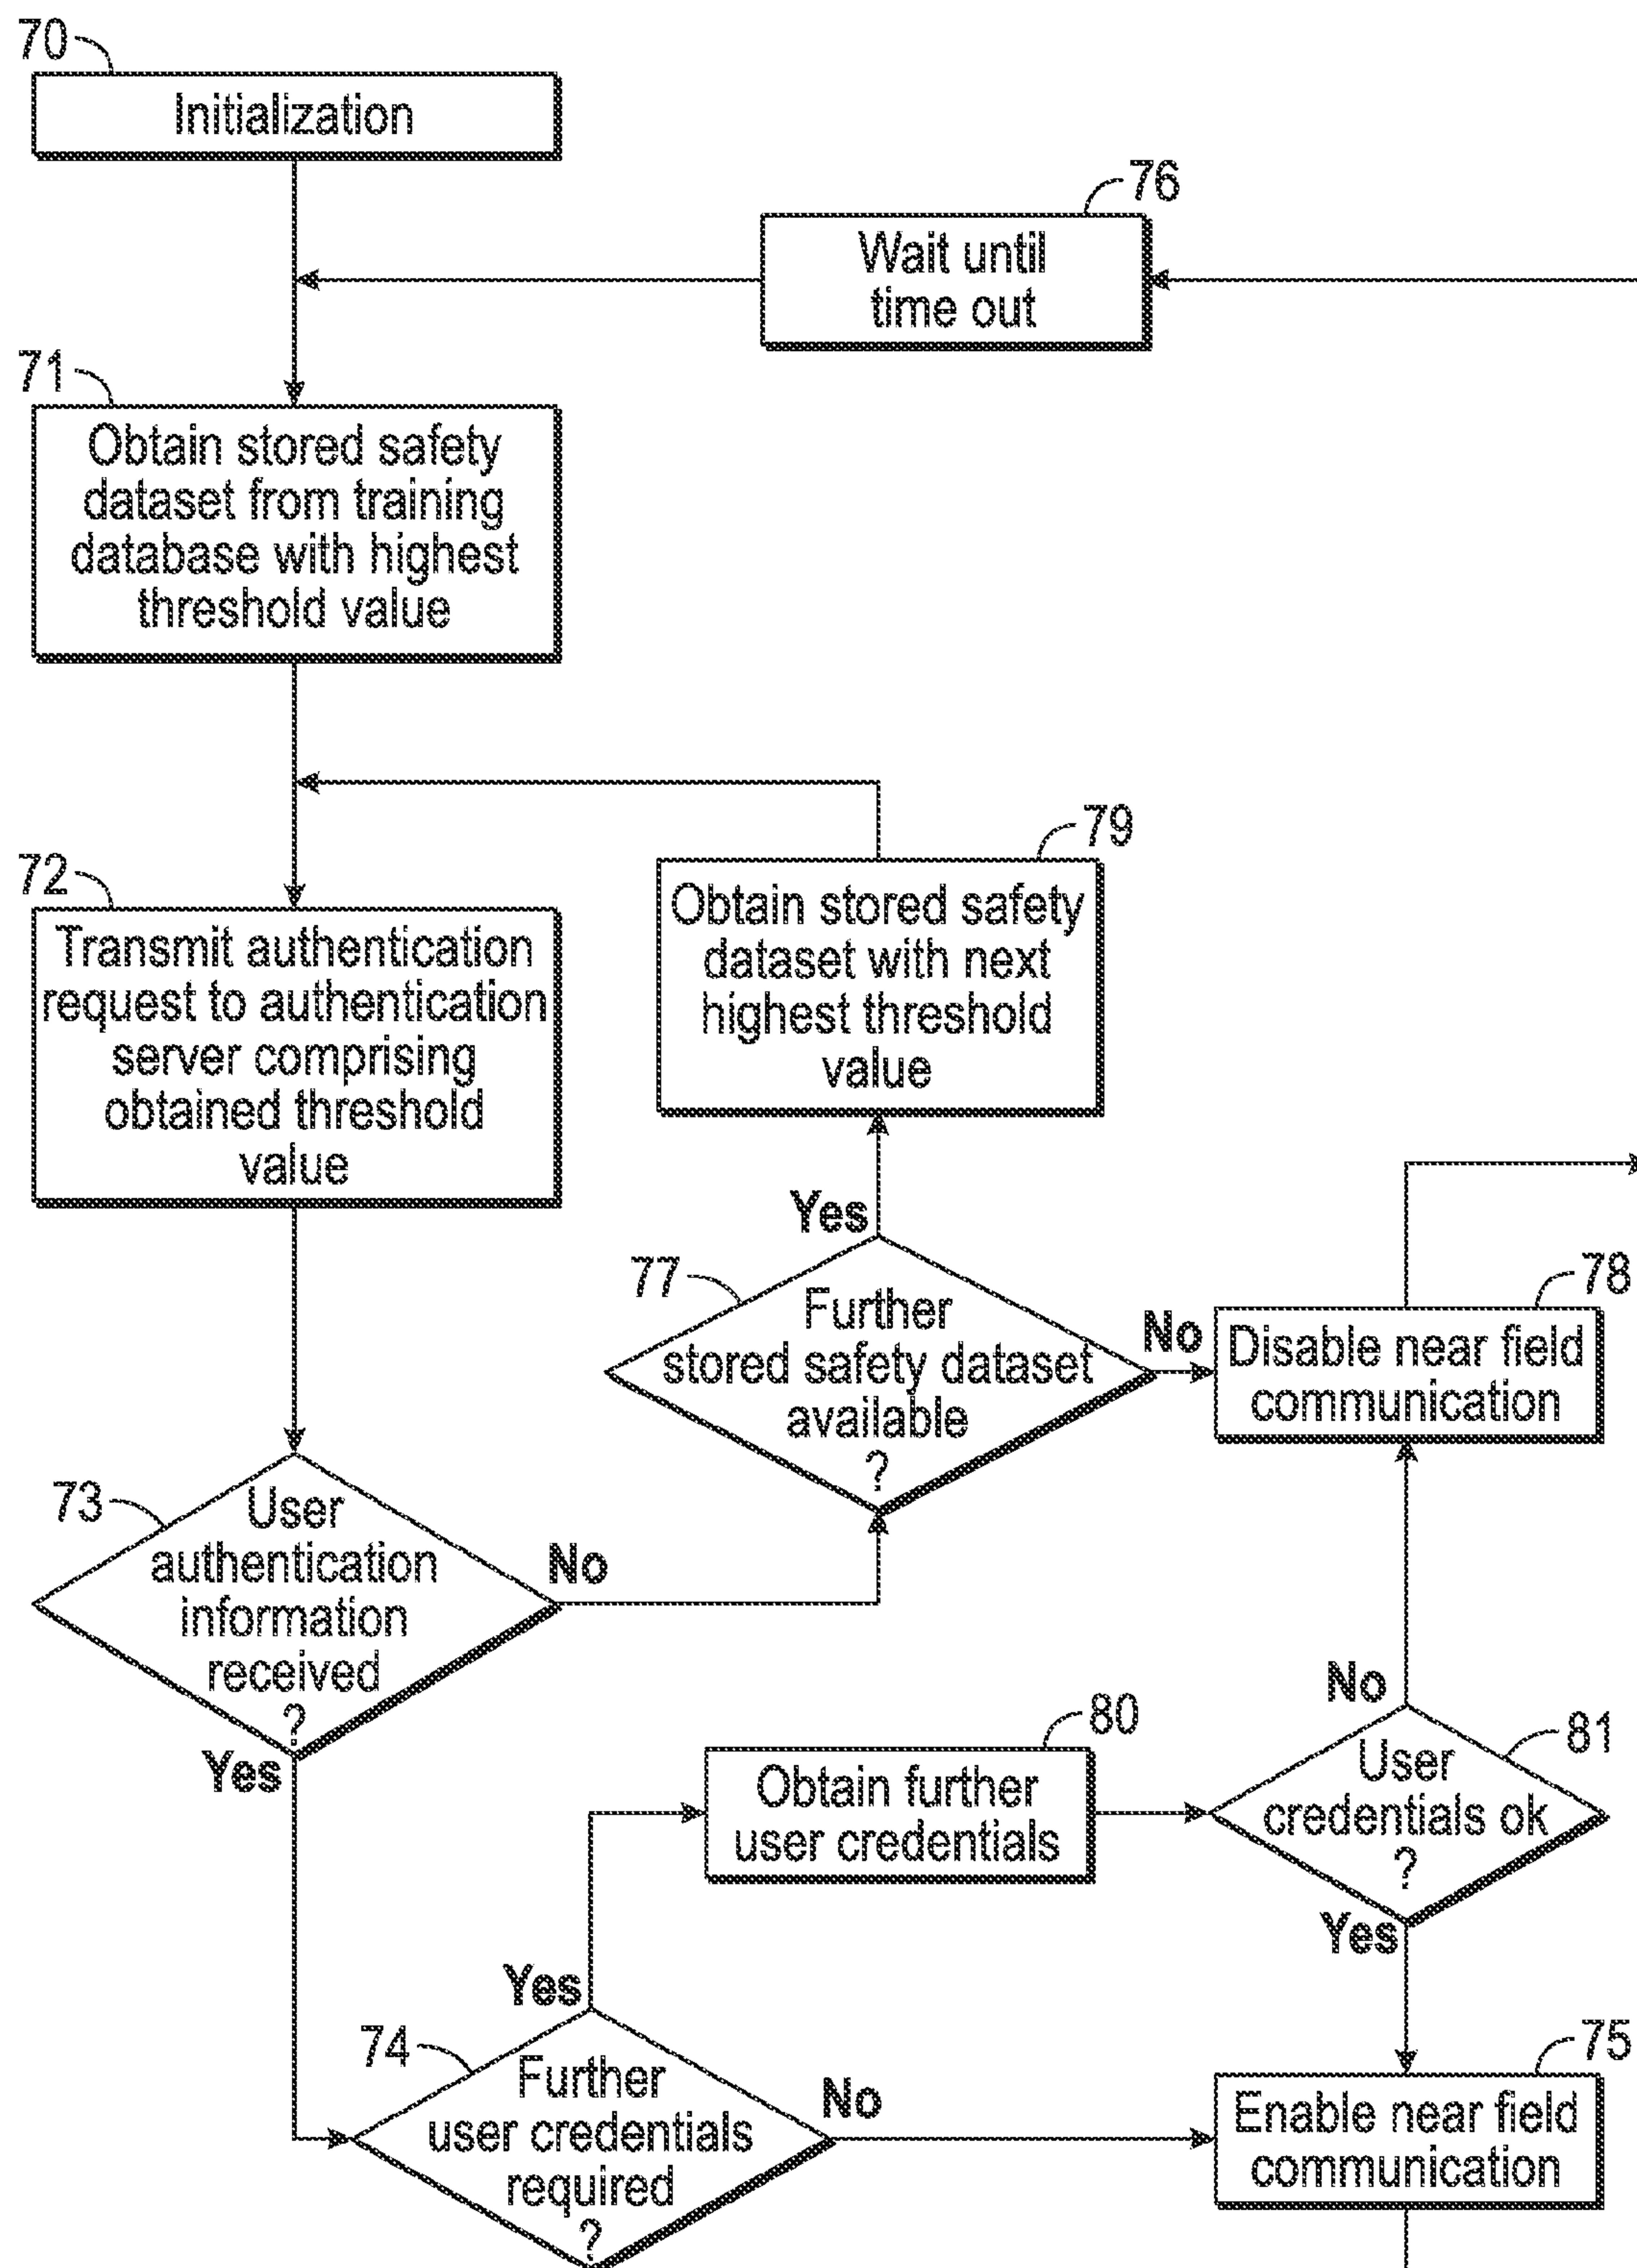 70
Initialization
76
Wait until
time out
71
Obtain stored safety
dataset from training
database with highest
threshold value
79
Obtain stored safety
dataset with next
highest threshold
value
72
Transmit authentication
request to authentication
server comprising
obtained threshold
value
Yes
77
Further
stored safety dataset
available
?
No
78
Disable near field
communication
73
User
authentication
information
received
?
No
Yes
80
Obtain further
user credentials
No
81
User
credentials ok
?
Yes
Yes
74
Further
user credentials
required
?
No
75
Enable near field
communication